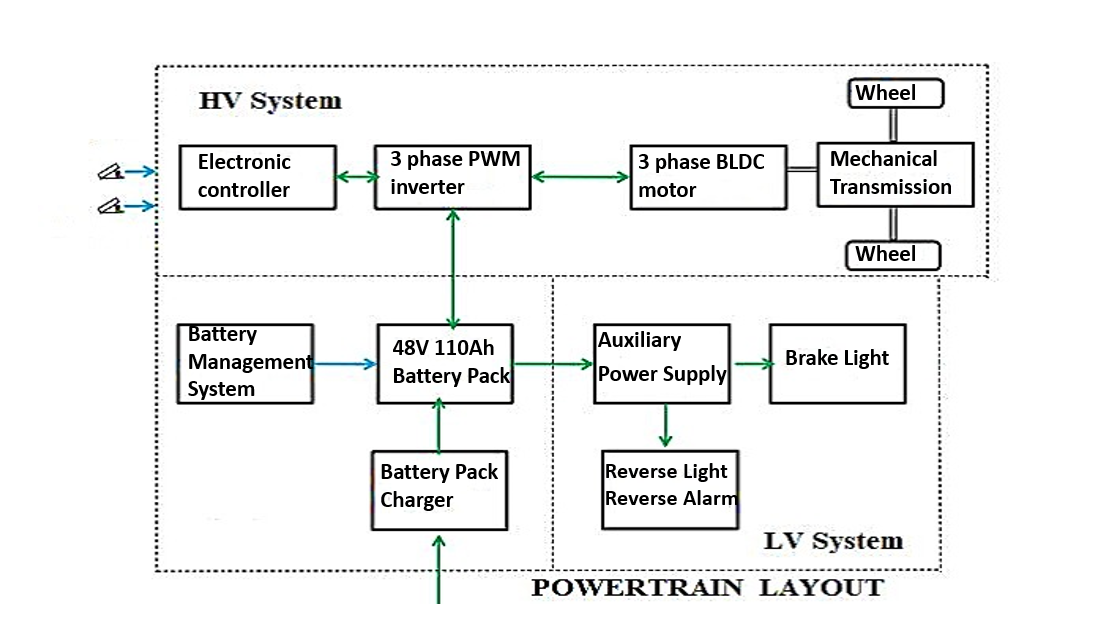 HV System
Wheel
Electronic
controller
3 phase PWM
inverter
3 phase BLDC
motor
Mechanical
Transmission
Wheel
Battery
Management
System
48V 110Ah
Battery Pack
Auxiliary
Power Supply
Brake Light
Battery Pack
Charger
Reverse Light
Reverse Alarm
LV System
POWERTRAIN LAYOUT